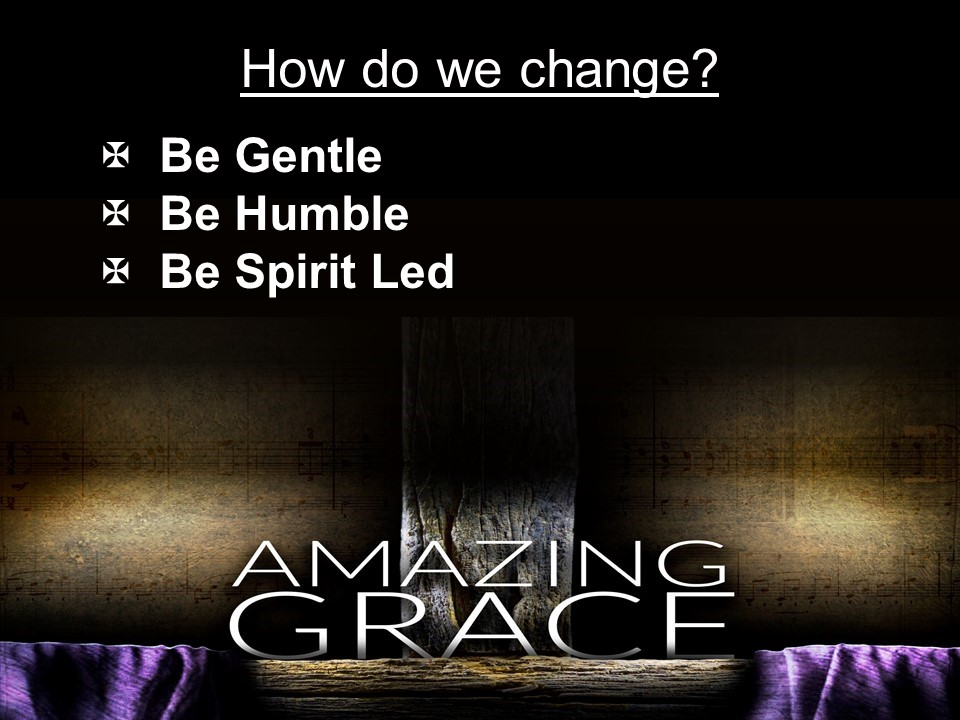 How do we change?
✠ Be Gentle
✠ Be Humble
✠ Be Spirit Led
AMAZING
GRACE